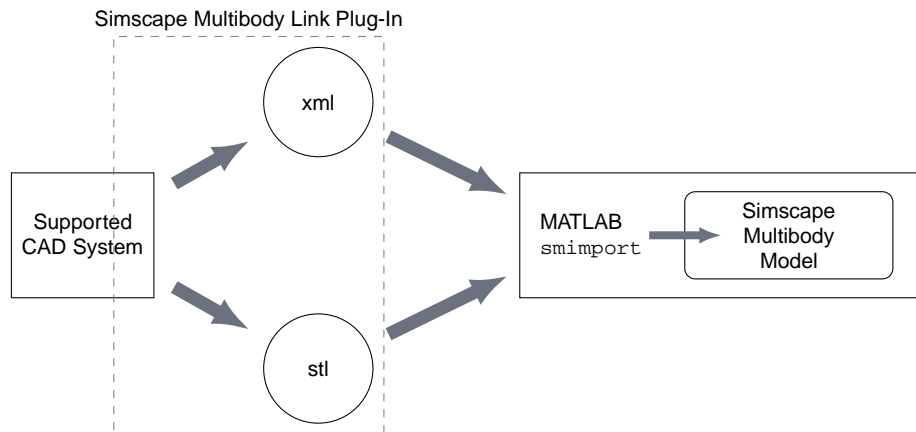 Simscape Multibody Link Plug-In
xml
Supported
CAD System
MATLAB
smimport
Simscape
Multibody
Model
stl